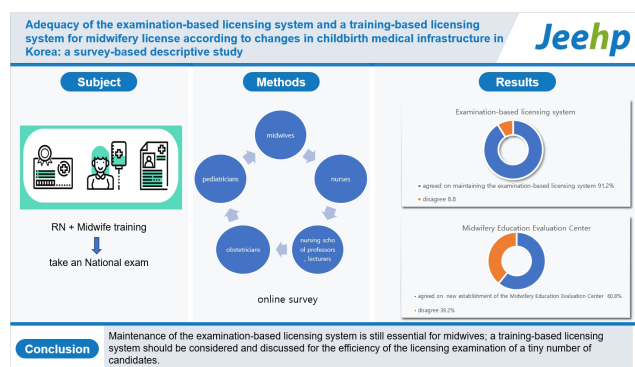 Adequacy of the examination-based licensing system and a training-based licensing
system for midwifery license according to changes in childbirth medical infrastructure in
Korea: a survey-based descriptive study
Jeehp
Subject
RN + Midwife training
take an National exam
Methods
midwives
nurses
nursing scho
ol professors
, lecturers
obstetricians
pediatricians
online survey
Results
Examination-based licensing system
agreed on maintaining the examination-based licensing system 91.2%
disagree 8.8
Midwifery Education Evaluation Center
agreed on new establishment of the Midwifery Education Evaluation Center 60.8%
disagree 39.2%
Conclusion
Maintenance of the examination-based licensing system is still essential for midwives; a training-based licensing
system should be considered and discussed for the efficiency of the licensing examination of a tiny number of
candidates.